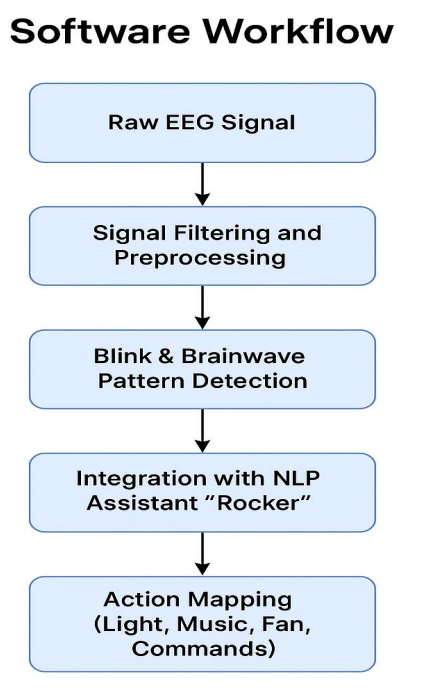 Software Workflow
Raw EEG Signal
Signal Filtering and
Preprocessing
Blink & Brainwave
Pattern Detection
Integration with NLP
Assistant “Rocker”
Action Mapping
(Light, Music, Fan,
Commands)